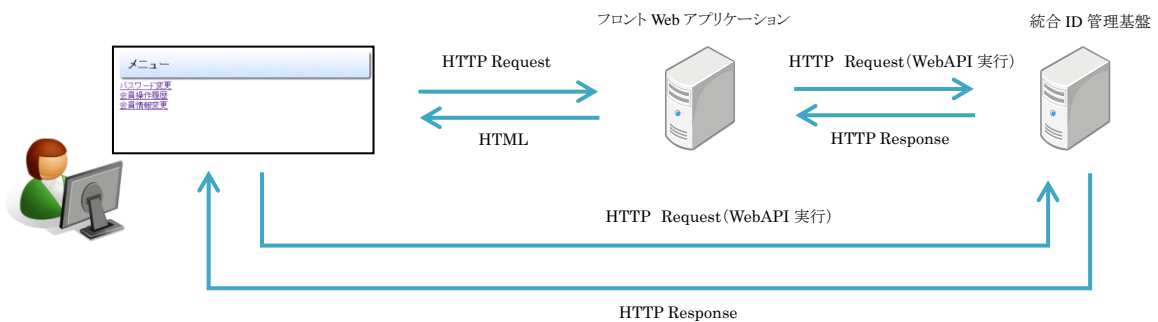 フロント Web アプリケーション
統合 ID 管理基盤
メニュー
パスワード変更
会員操作履歴
会員情報変更
HTTP Request
HTML
HTTP Request(WebAPI 実行)
HTTP Response
HTTP Request(WebAPI 実行)
HTTP Response